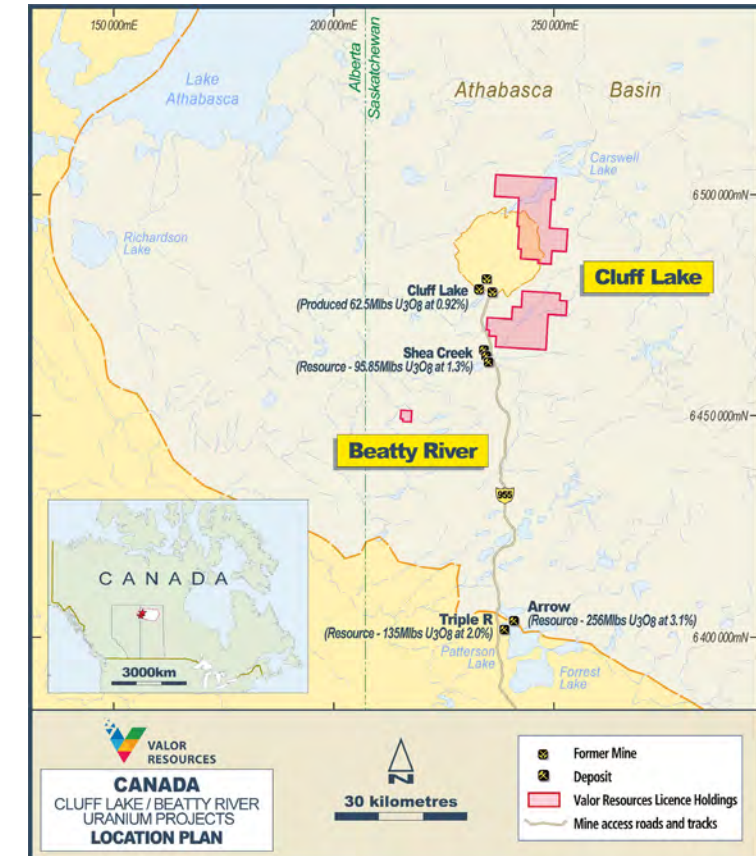 150 000mE
200 000mE
250 000mE
Lake
Athabasca
Alberta
Saskatchewan
Athabasca Basin
Carswell
Lake
6 500 000mN
Richardson
Lake
Cluff Lake
Cluff Lake
(Produced 62.5Mlbs U3O8 at 0.92%)
Shea Creek
(Resource - 95.85Mlbs U3O8 at 1.3%)
6 450 000mN
Beatty River
955
CANADA
3000km
Triple R
(Resource - 135Mlbs U3O8 at 2.0%)
Arrow
(Resource - 256Mlbs U3O8 at 3.1%)
6 400 000mN
Patterson
Lake
Forrest
Lake
VALOR
RESOURCES
CANADA
CLUFF LAKE / BEATTY RIVER
URANIUM PROJECTS
LOCATION PLAN
N
30 kilometres
Former Mine
Deposit
Valor Resources Licence Holdings
Mine access roads and tracks